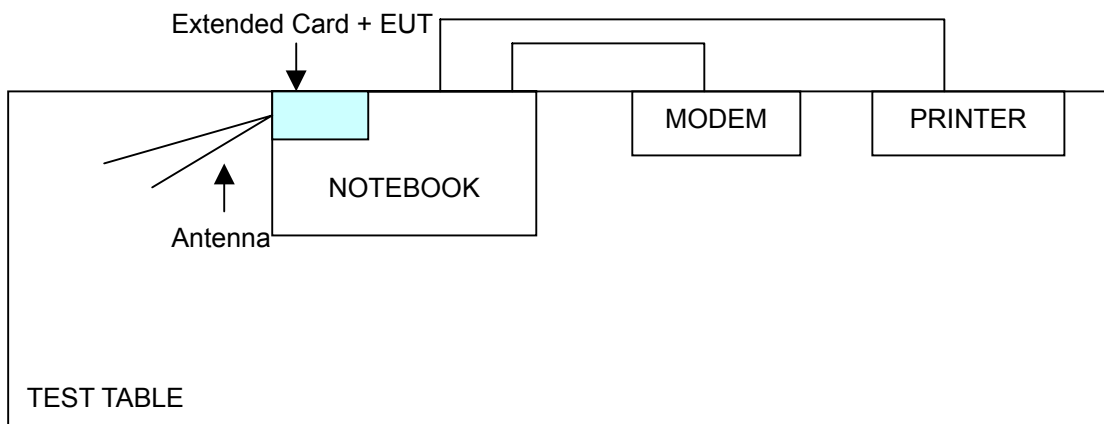 Extended Card + EUT
MODEM
PRINTER
NOTEBOOK
Antenna
TEST TABLE